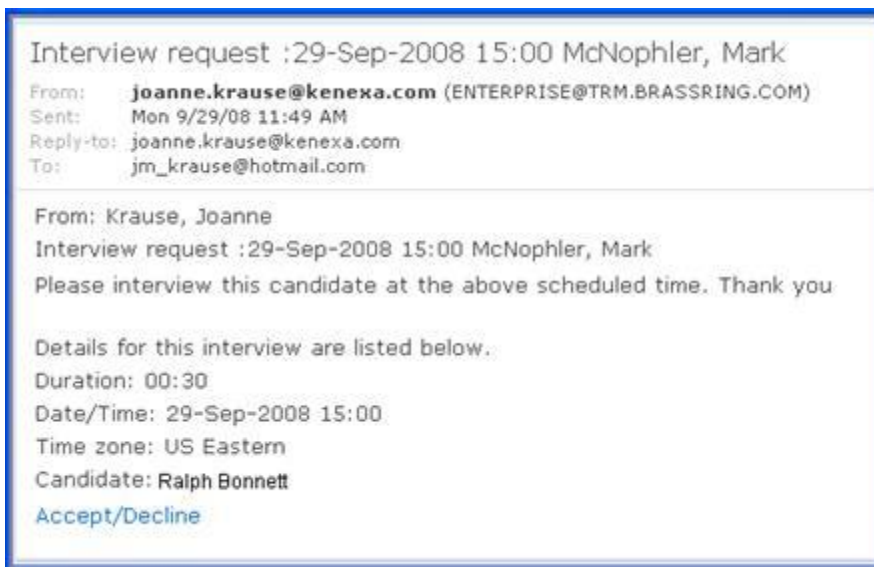 Interview request :29-Sep-2008 15:00 McNophler, Mark
From: joanne.krause@kenexa.com (ENTERPRISE@TRM.BRASSRING.COM)
Sent: Mon 9/29/08 11:49 AM
Reply-to: joanne.krause@kenexa.com
To: jm_krause@hotmail.com
From: Krause, Joanne
Interview request :29-Sep-2008 15:00 McNophler, Mark
Please interview this candidate at the above scheduled time. Thank you
Details for this interview are listed below.
Duration: 00:30
Date/Time: 29-Sep-2008 15:00
Time zone: US Eastern
Candidate: Ralph Bonnett
Accept/Decline